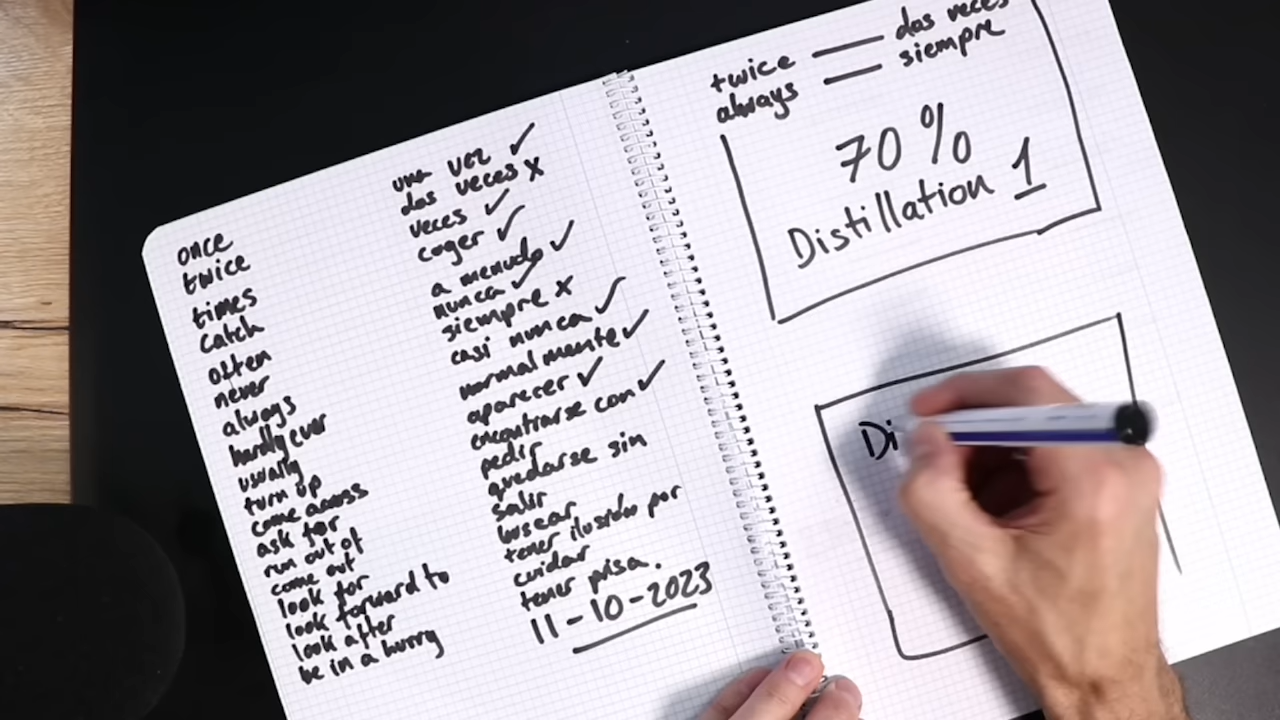 once
twice
times
catch
often
never
always
hardly ever
usually
turn up
come across
ask for
run out of
come out
look for
look forward to
look after
be in a hurry
una vez ✓
dos veces x
veces ✓
coger ✓
a menudo ✓
nunca ✓
siempre x
casi nunca ✓
normalmente ✓
aparecer ✓
encontrarse con ✓
pedir
quedarse sin
salir
buscar
tener ilusión por
cuidar
tener prisa.
11-10-2023
twice — dos veces
always — siempre
70%
Distillation 1
Di